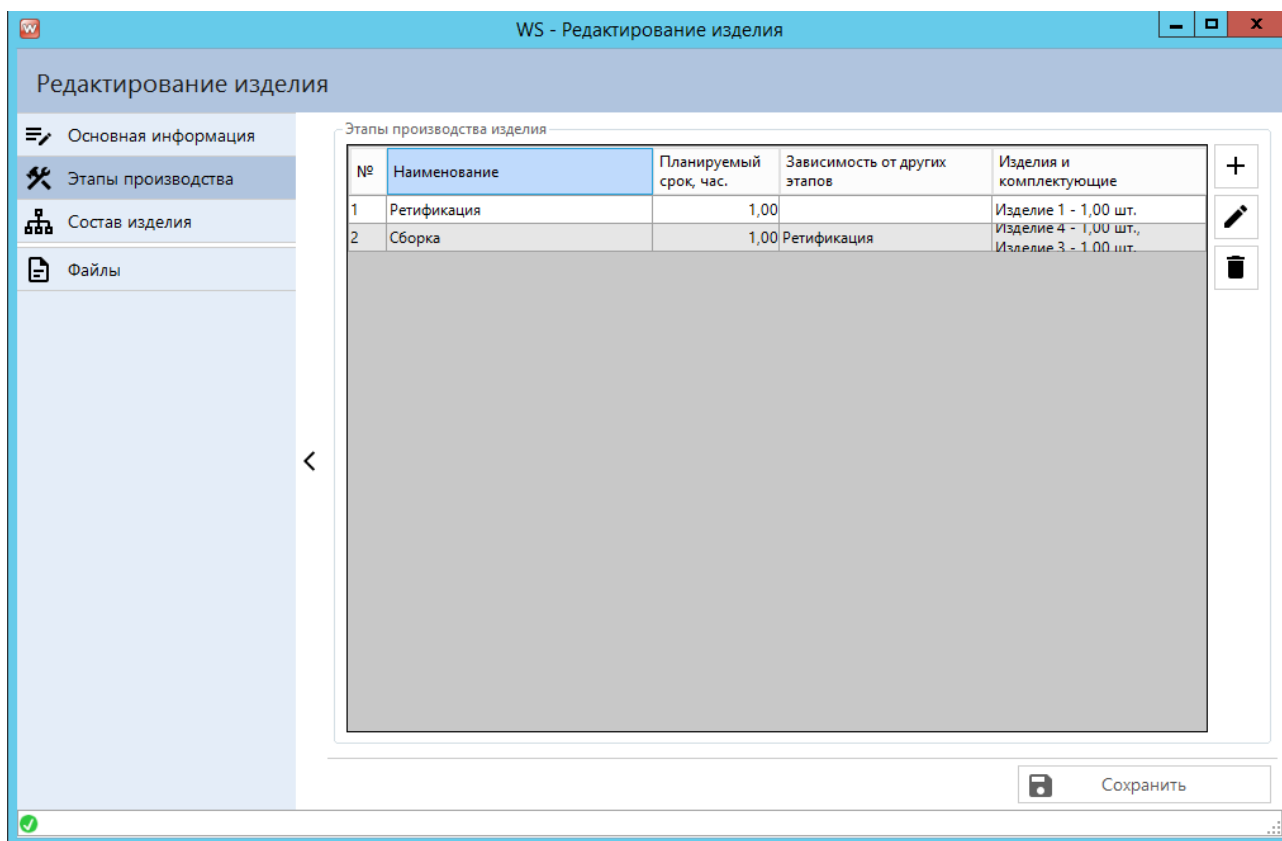 WS - Редактирование изделия
Редактирование изделия
Основная информация
Этапы производства
Состав изделия
Файлы
Этапы производства изделия
№ Наименование Планируемый срок, час. Зависимость от других этапов Изделия и комплектующие
1 Ретификация 1,00 Изделие 1 - 1,00 шт.
2 Сборка 1,00 Ретификация Изделие 4 - 1,00 шт.,
Изделие 3 - 1,00 шт.
Сохранить